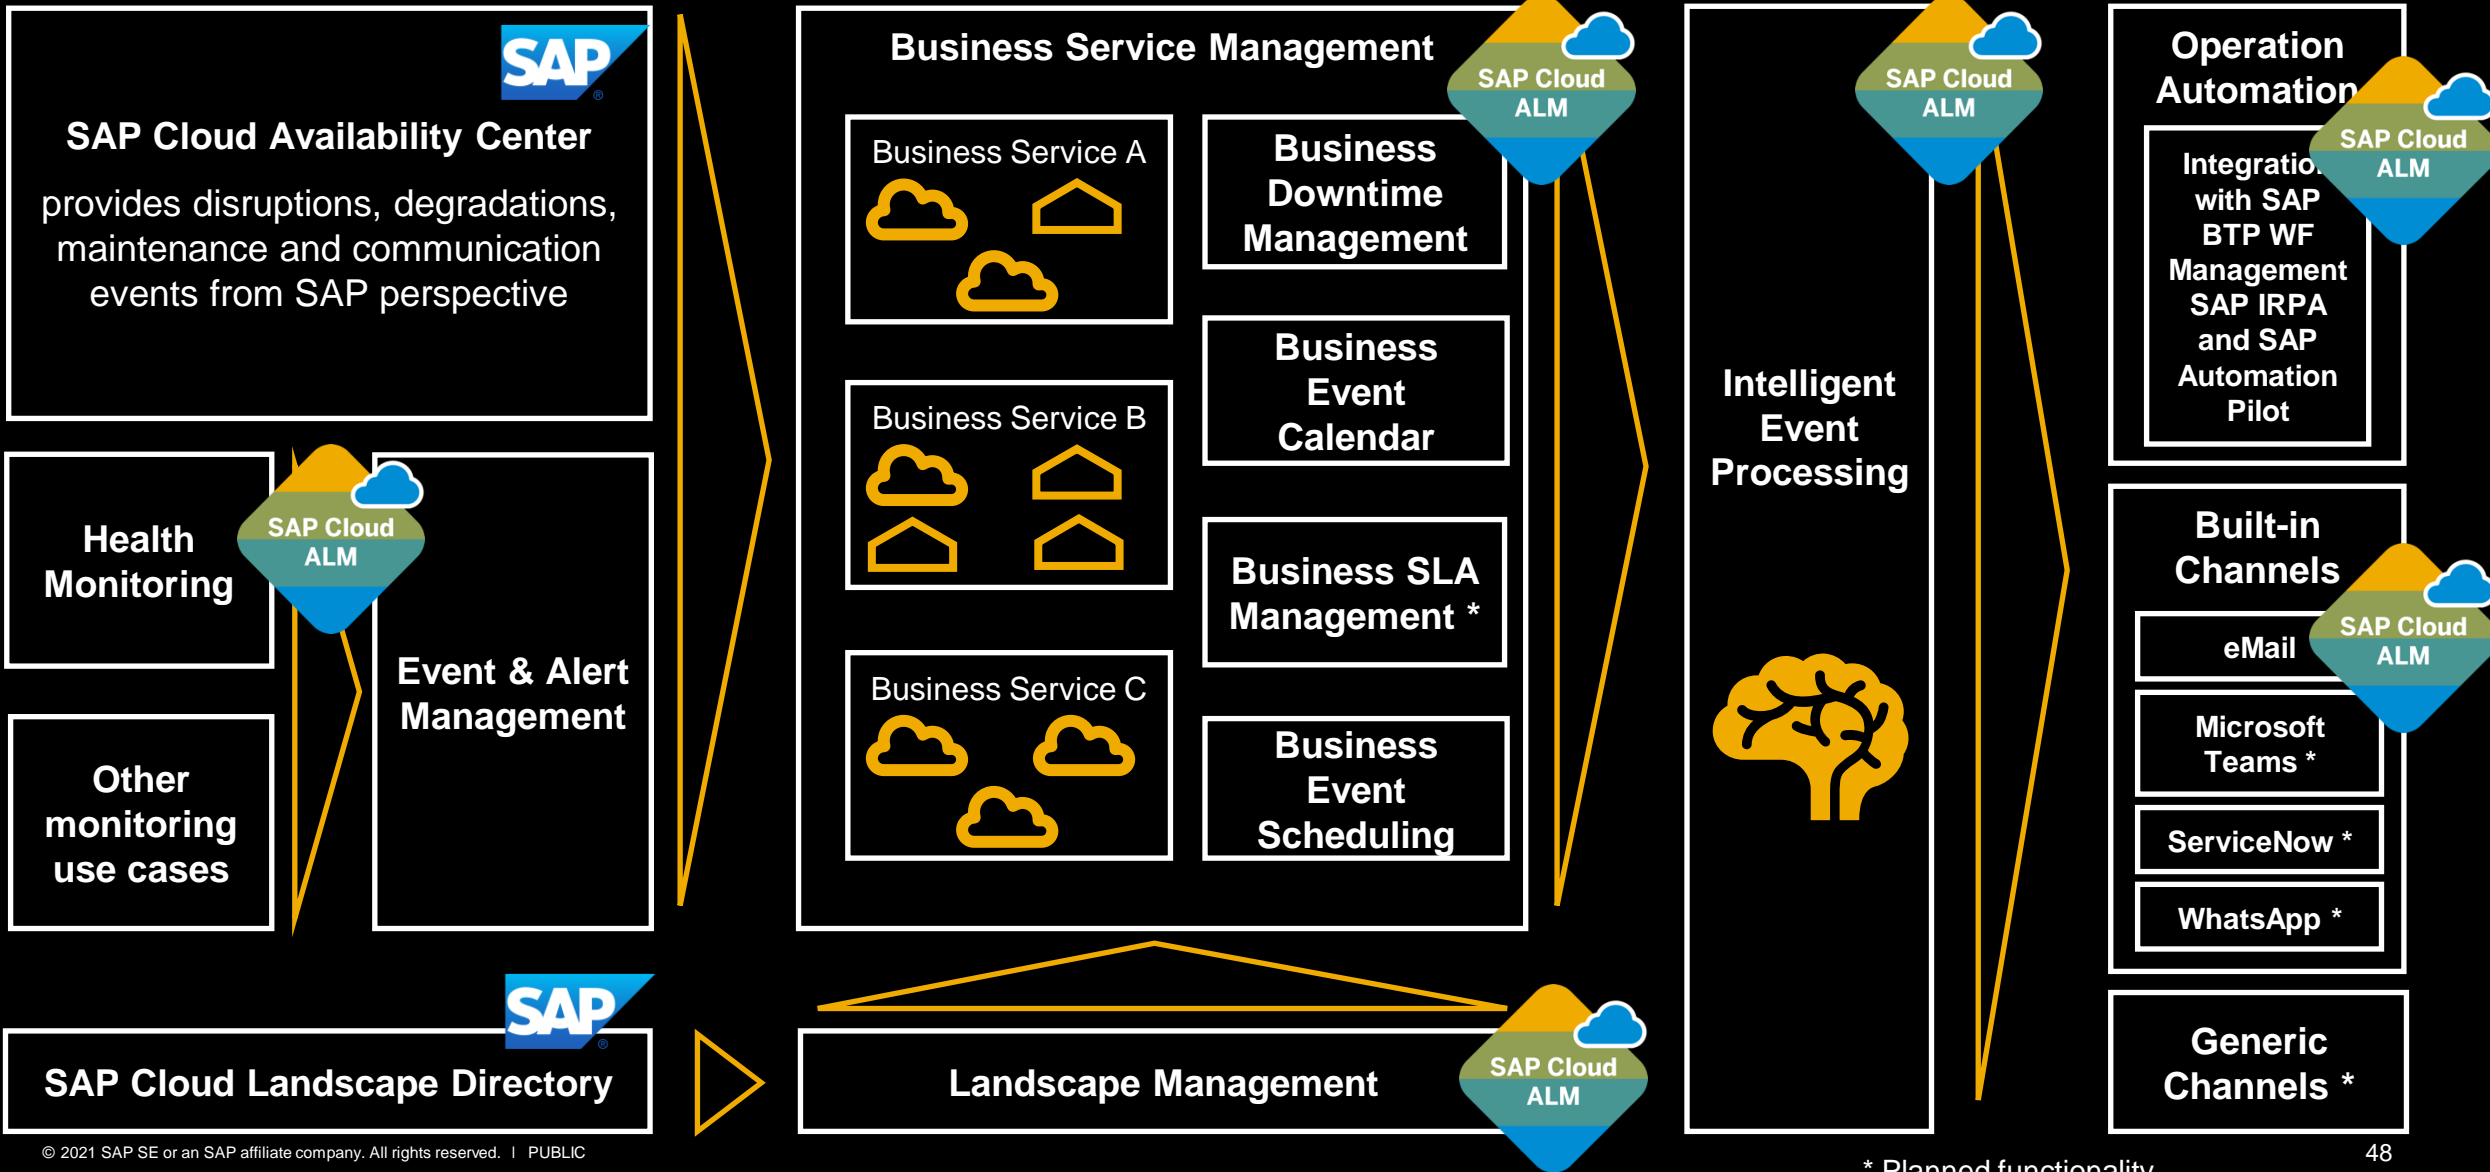 SAP
®
SAP Cloud Availability Center
provides disruptions, degradations,
maintenance and communication
events from SAP perspective
Health
Monitoring
SAP Cloud
ALM
Other
monitoring
use cases
Event & Alert
Management
SAP
®
SAP Cloud Landscape Directory
Business Service Management
SAP Cloud
ALM
Business Service A
Business Service B
Business Service C
Business
Downtime
Management
Business
Event
Calendar
Business SLA
Management *
Business
Event
Scheduling
Landscape Management
SAP Cloud
ALM
SAP Cloud
ALM
Intelligent
Event
Processing
Operation
Automation
SAP Cloud
ALM
Integratio
with SAP
BTP WF
Management
SAP IRPA
and SAP
Automation
Pilot
Built-in
Channels
SAP Cloud
ALM
eMail
Microsoft
Teams *
ServiceNow *
WhatsApp *
Generic
Channels *
© 2021 SAP SE or an SAP affiliate company. All rights reserved. | PUBLIC
* Planned functionality
48